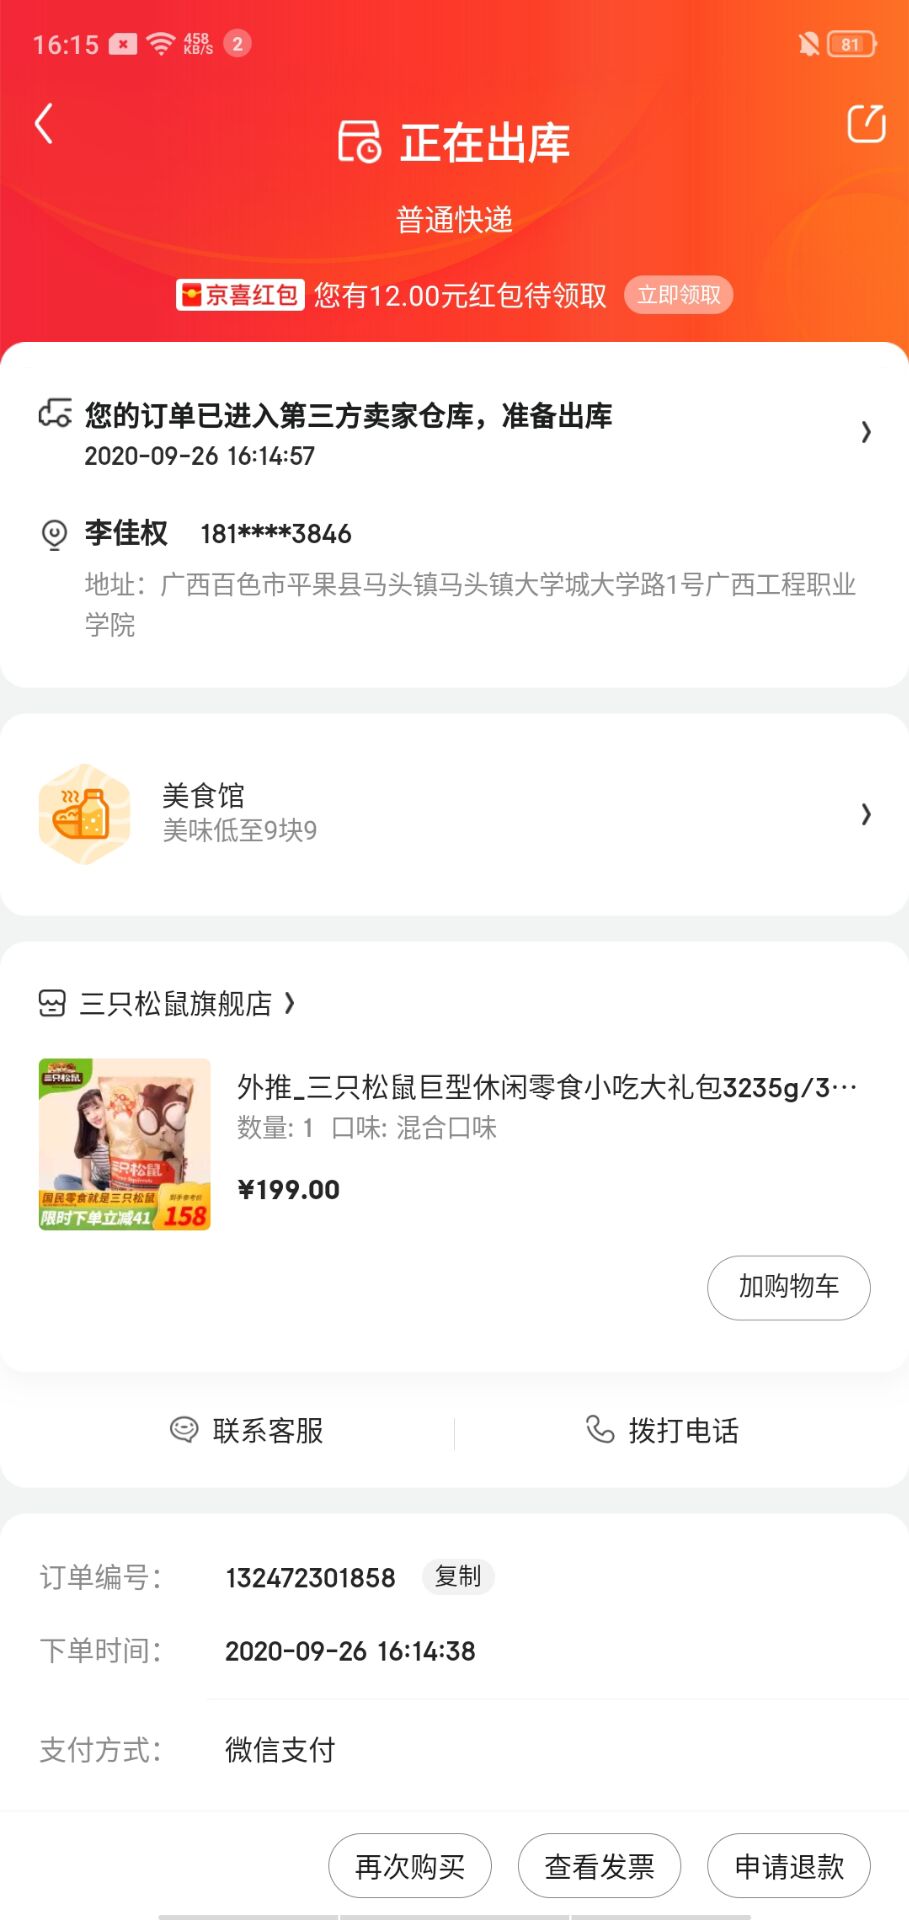 16:15 458 KB/S 2 81
正在出库
普通快递
京喜红包 您有12.00元红包待领取 立即领取
您的订单已进入第三方卖家仓库，准备出库
2020-09-26 16:14:57
李佳权 181****3846
地址：广西百色市平果县马头镇马头镇大学城大学路1号广西工程职业
学院
美食馆
美味低至9块9
三只松鼠旗舰店
三只松鼠
三只松鼠
国民零食就是三只松鼠 到手参考价
限时下单立减41 158
外推_三只松鼠巨型休闲零食小吃大礼包3235g/3…
数量: 1 口味: 混合口味
¥199.00
加购物车
联系客服 拨打电话
订单编号： 132472301858 复制
下单时间： 2020-09-26 16:14:38
支付方式： 微信支付
再次购买 查看发票 申请退款